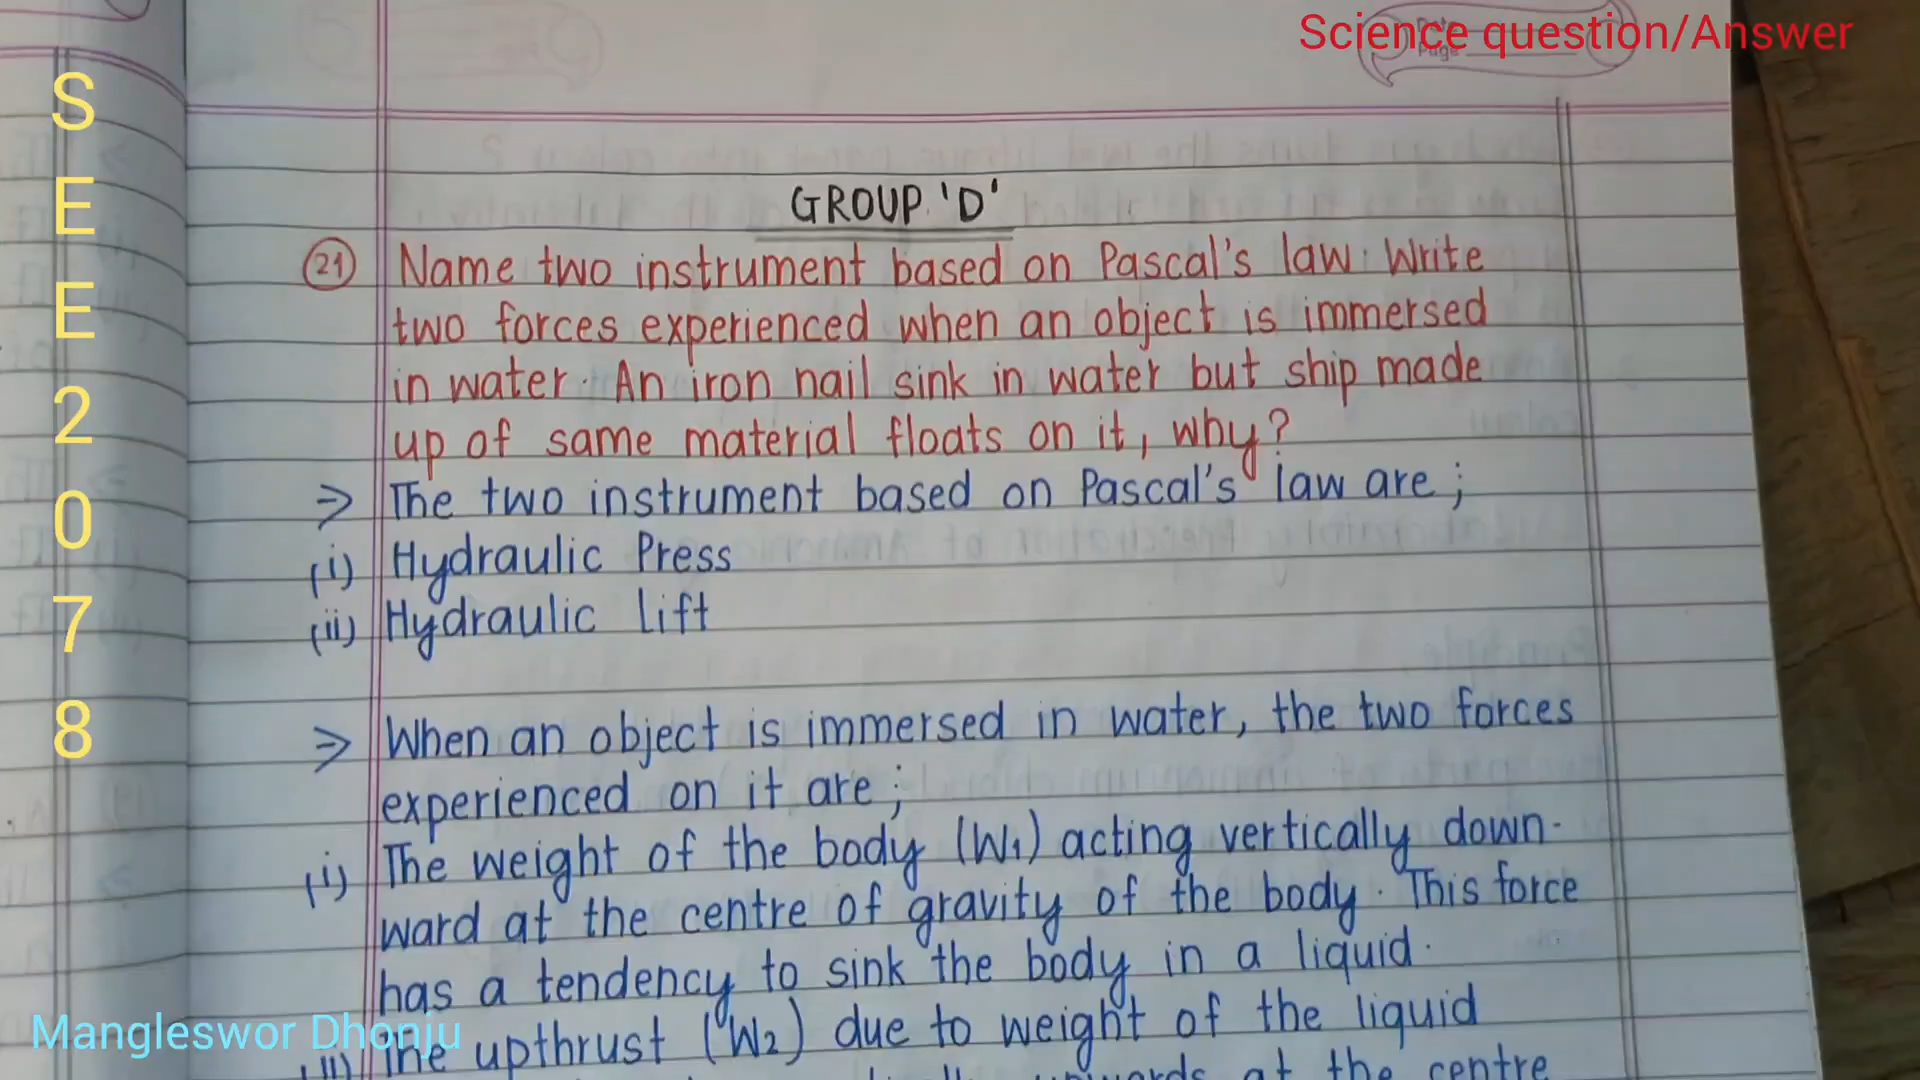 Science question/Answer
S
E
E
2
0
7
8
GROUP 'D'
(21) Name two instrument based on Pascal's law. Write
two forces experienced when an object is immersed
in water. An iron nail sink in water but ship made
up of same material floats on it, why?
⇒ The two instrument based on Pascal's law are;
(i) Hydraulic Press
(ii) Hydraulic lift
⇒ When an object is immersed in water, the two forces
experienced on it are;
(i) The weight of the body (W₁) acting vertically down-
ward at the centre of gravity of the body. This force
has a tendency to sink the body in a liquid.
(ii) The upthrust (W₂) due to weight of the liquid
upwards at the centre
Mangleswor Dhonju